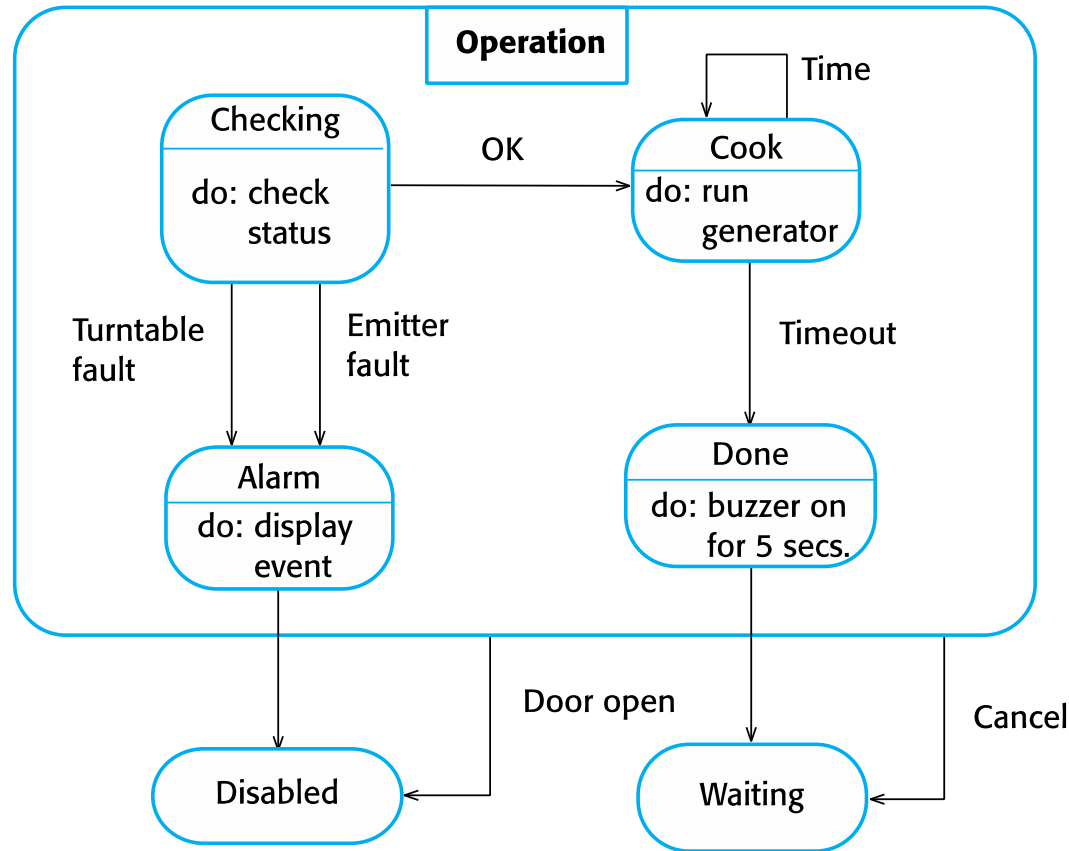 Operation
Time
Checking
Cook
OK
do: check
status
do: run
generator
Turntable
fault
Emitter
fault
Timeout
Alarm
Done
do: display
event
do: buzzer on
for 5 secs.
Door open
Cancel
Disabled
Waiting